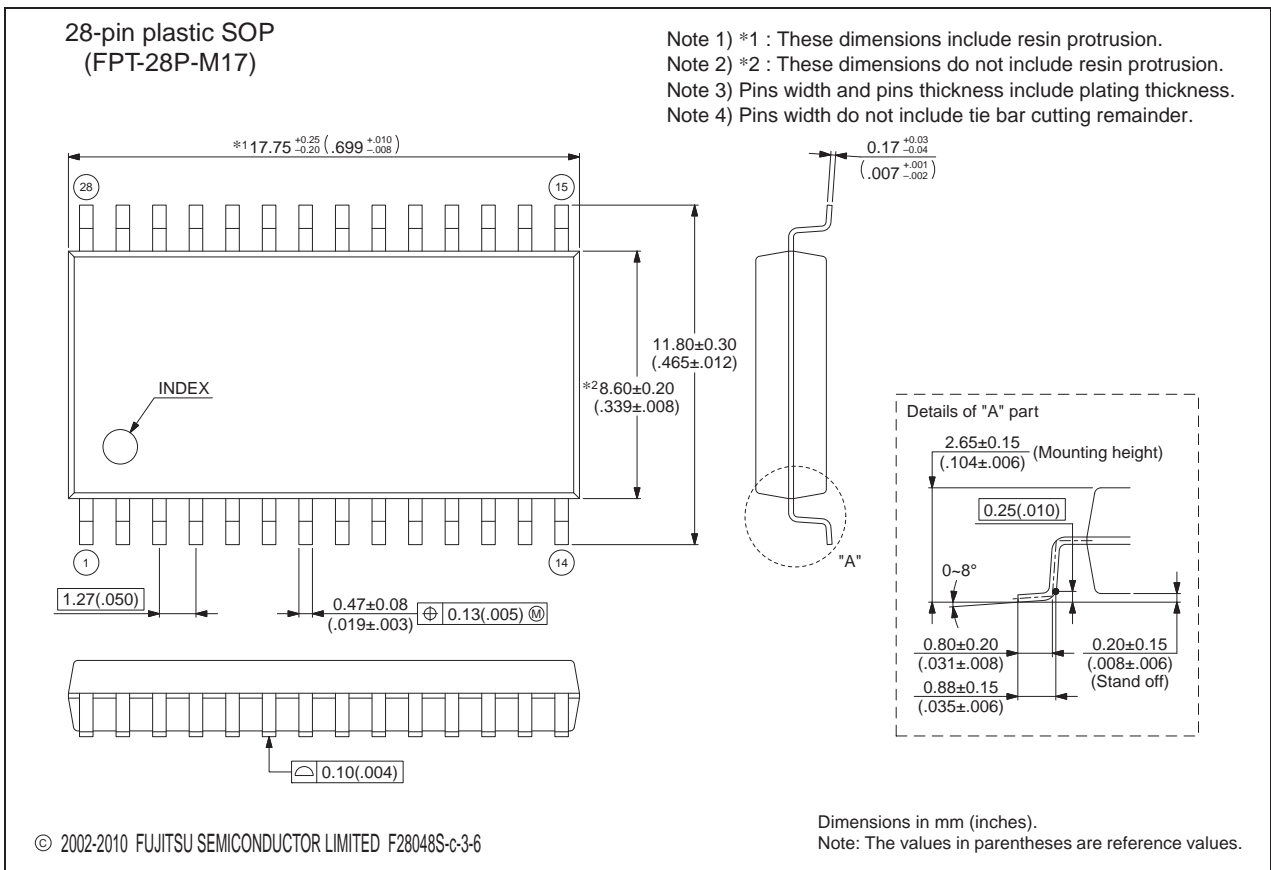 28-pin plastic SOP
(FPT-28P-M17)
Note 1) *1 : These dimensions include resin protrusion.
Note 2) *2 : These dimensions do not include resin protrusion.
Note 3) Pins width and pins thickness include plating thickness.
Note 4) Pins width do not include tie bar cutting remainder.
*1 17.75 +0.25 –0.20 (.699 +.010 –.008)
0.17 +0.03 –0.04
(.007 +.001 –.002)
28
15
11.80±0.30
(.465±.012)
*2 8.60±0.20
(.339±.008)
INDEX
1
14
"A"
1.27(.050)
0.47±0.08
(.019±.003)
⌖ 0.13(.005) Ⓜ
Details of "A" part
2.65±0.15
(.104±.006)
(Mounting height)
0.25(.010)
0~8°
0.80±0.20
(.031±.008)
0.88±0.15
(.035±.006)
0.20±0.15
(.008±.006)
(Stand off)
⌓ 0.10(.004)
© 2002-2010 FUJITSU SEMICONDUCTOR LIMITED F28048S-c-3-6
Dimensions in mm (inches).
Note: The values in parentheses are reference values.